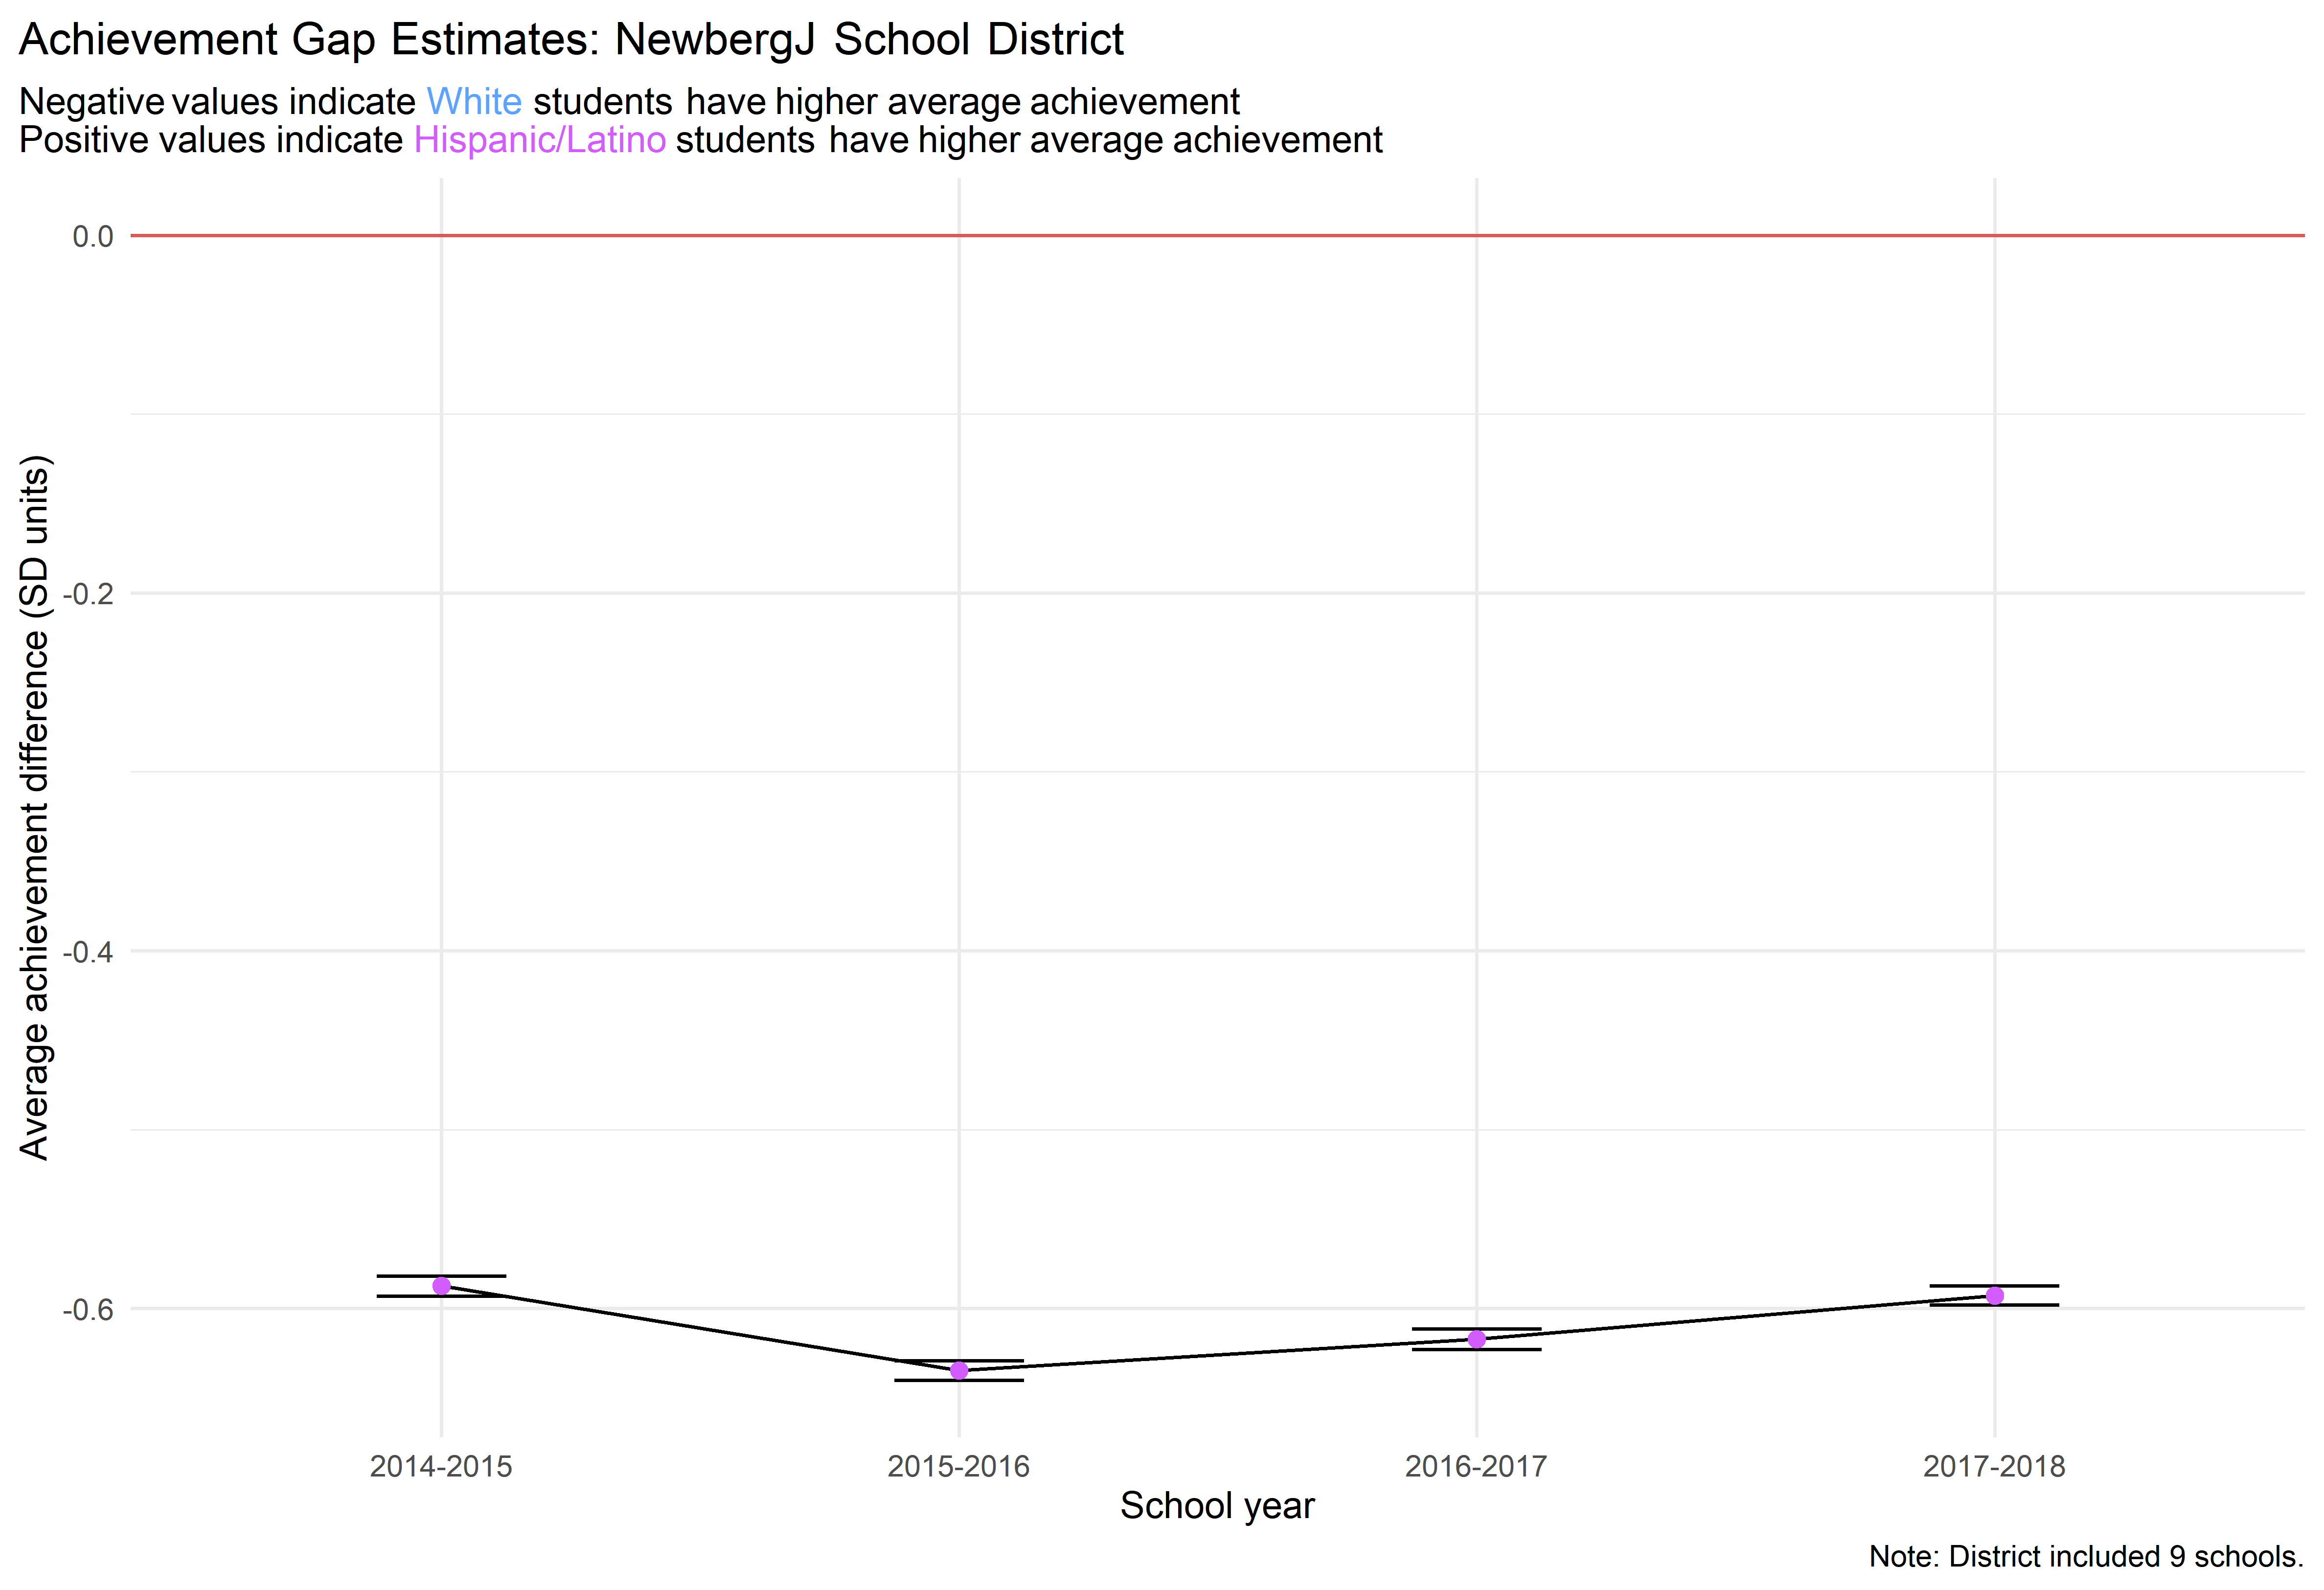 Achievement Gap Estimates: NewbergJ School District
Negative values indicate White students have higher average achievement
Positive values indicate Hispanic/Latino students have higher average achievement
Average achievement difference (SD units)
0.0
-0.2
-0.4
-0.6
2014-2015
2015-2016
2016-2017
2017-2018
School year
Note: District included 9 schools.